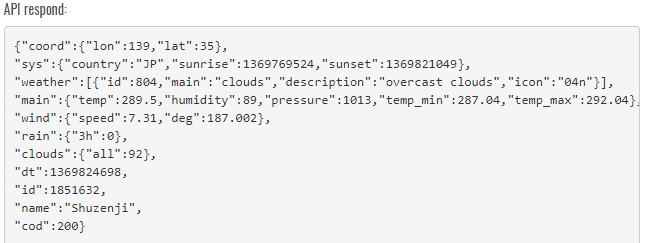 API respond:
{"coord":{"lon":139,"lat":35},
"sys":{"country":"JP","sunrise":1369769524,"sunset":1369821049},
"weather":[{"id":804,"main":"clouds","description":"overcast clouds","icon":"04n"}],
"main":{"temp":289.5,"humidity":89,"pressure":1013,"temp_min":287.04,"temp_max":292.04},
"wind":{"speed":7.31,"deg":187.002},
"rain":{"3h":0},
"clouds":{"all":92},
"dt":1369824698,
"id":1851632,
"name":"Shuzenji",
"cod":200}